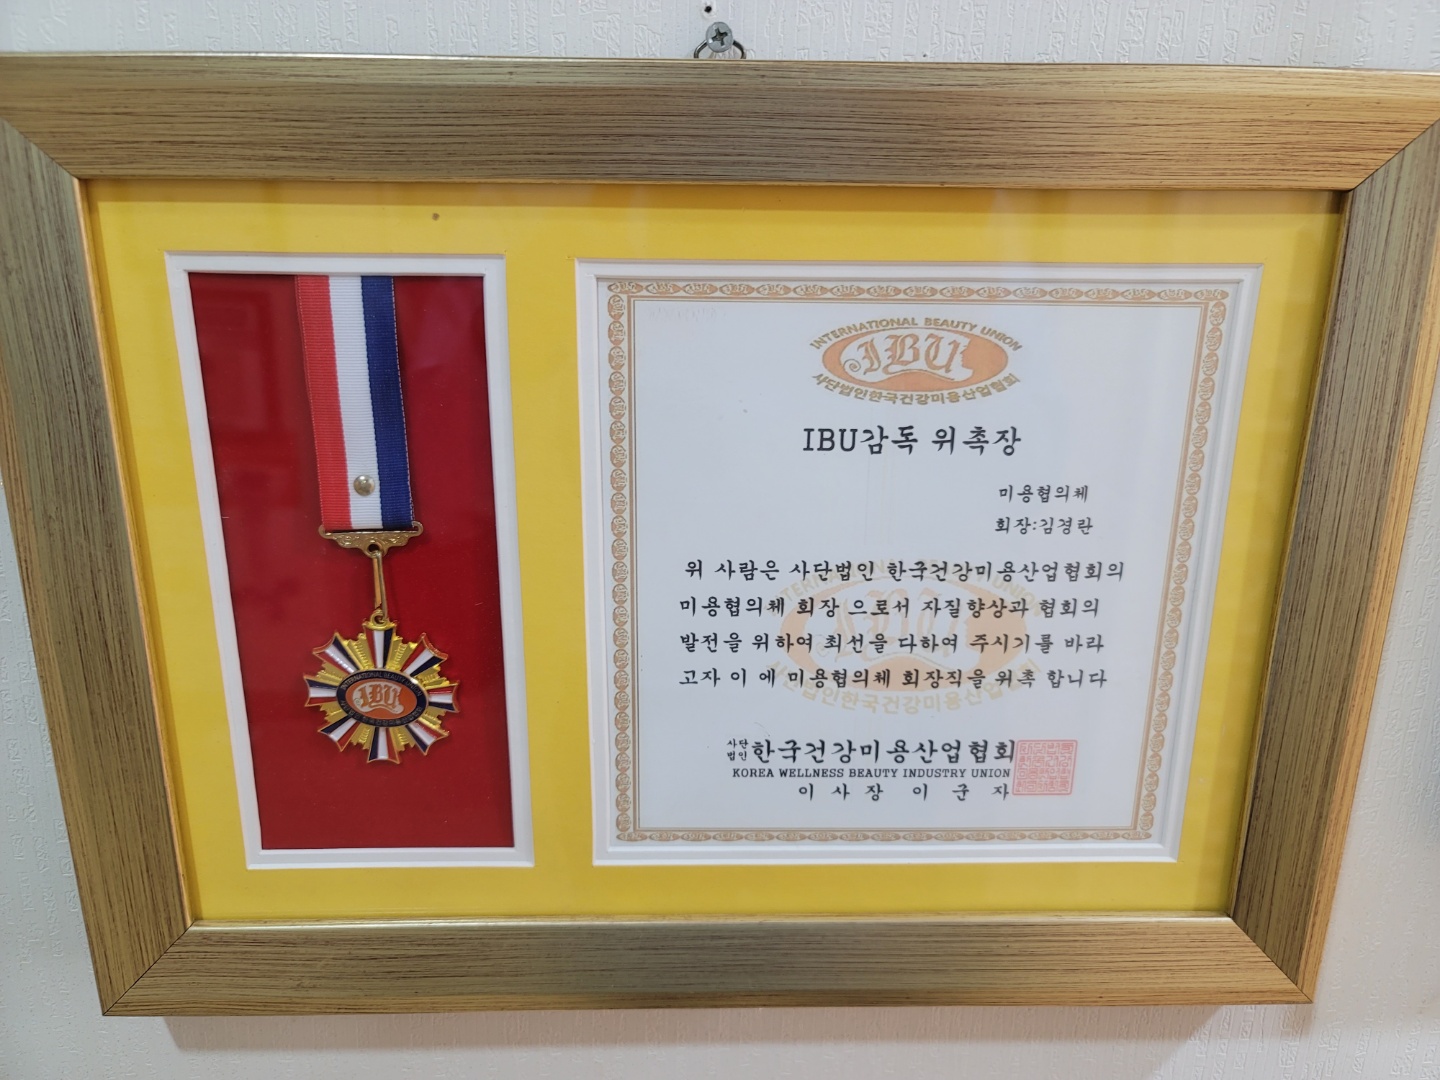 INTERNATIONAL BEAUTY UNION
IBU
사단법인한국건강미용산업협회
IBU감독 위촉장
미용협의체
회장:김경란
위 사람은 사단법인 한국건강미용산업협회의
미용협의체 회장 으로서 자질향상과 협회의
발전을 위하여 최선을 다하여 주시기를 바라
고자 이 에 미용협의체 회장직을 위촉 합니다
사단법인 한국건강미용산업협회
KOREA WELLNESS BEAUTY INDUSTRY UNION
이 사 장 이 군 자
INTERNATIONAL BEAUTY UNION
IBU